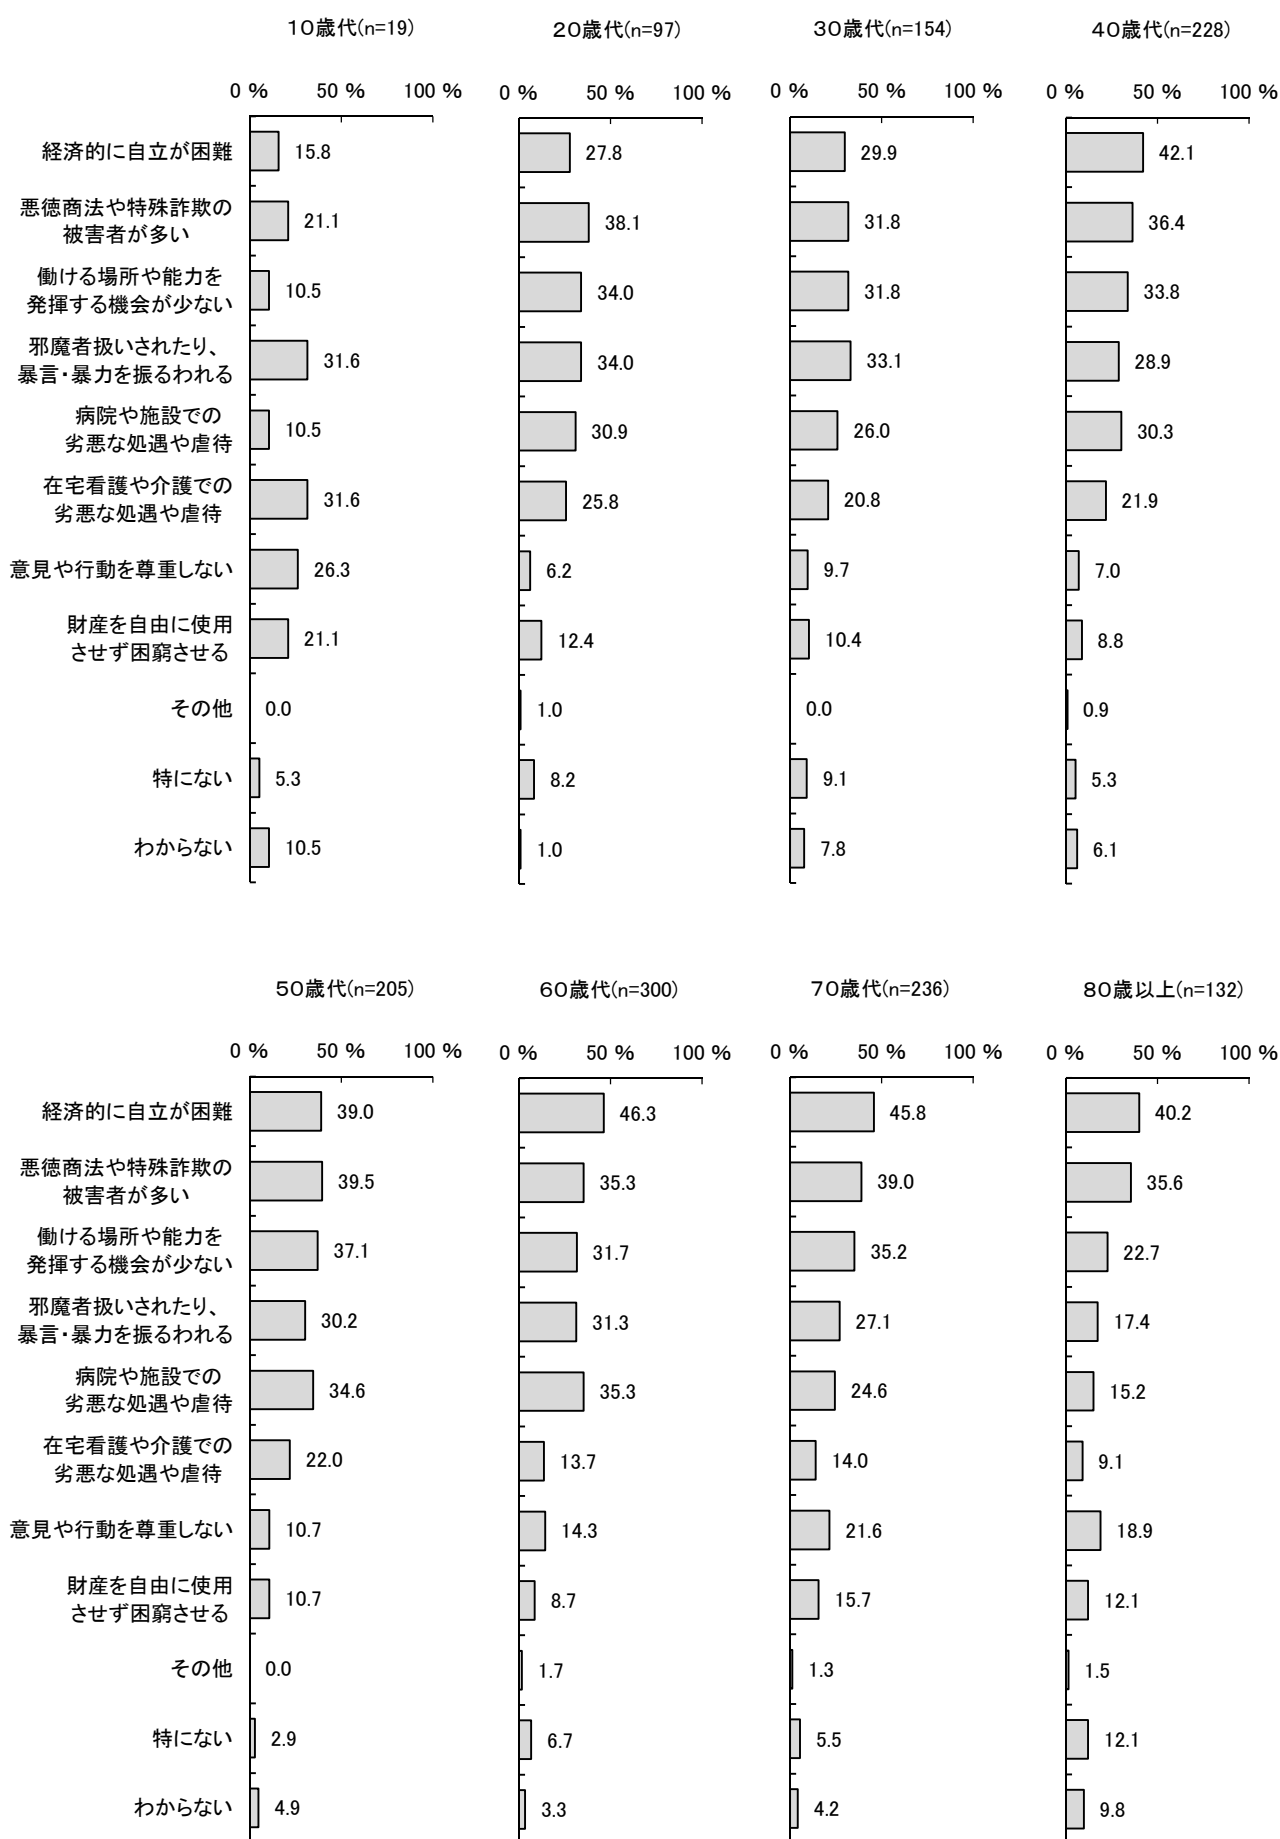 10歳代(n=19) 20歳代(n=97) 30歳代(n=154) 40歳代(n=228)
0 % 50 % 100 % 0 % 50 % 100 % 0 % 50 % 100 % 0 % 50 % 100 %
経済的に自立が困難 15.8 27.8 29.9 42.1
悪徳商法や特殊詐欺の
被害者が多い 21.1 38.1 31.8 36.4
働ける場所や能力を
発揮する機会が少ない 10.5 34.0 31.8 33.8
邪魔者扱いされたり、
暴言・暴力を振るわれる 31.6 34.0 33.1 28.9
病院や施設での
劣悪な処遇や虐待 10.5 30.9 26.0 30.3
在宅看護や介護での
劣悪な処遇や虐待 31.6 25.8 20.8 21.9
意見や行動を尊重しない 26.3 6.2 9.7 7.0
財産を自由に使用
させず困窮させる 21.1 12.4 10.4 8.8
その他 0.0 1.0 0.0 0.9
特にない 5.3 8.2 9.1 5.3
わからない 10.5 1.0 7.8 6.1
50歳代(n=205) 60歳代(n=300) 70歳代(n=236) 80歳以上(n=132)
0 % 50 % 100 % 0 % 50 % 100 % 0 % 50 % 100 % 0 % 50 % 100 %
経済的に自立が困難 39.0 46.3 45.8 40.2
悪徳商法や特殊詐欺の
被害者が多い 39.5 35.3 39.0 35.6
働ける場所や能力を
発揮する機会が少ない 37.1 31.7 35.2 22.7
邪魔者扱いされたり、
暴言・暴力を振るわれる 30.2 31.3 27.1 17.4
病院や施設での
劣悪な処遇や虐待 34.6 35.3 24.6 15.2
在宅看護や介護での
劣悪な処遇や虐待 22.0 13.7 14.0 9.1
意見や行動を尊重しない 10.7 14.3 21.6 18.9
財産を自由に使用
させず困窮させる 10.7 8.7 15.7 12.1
その他 0.0 1.7 1.3 1.5
特にない 2.9 6.7 5.5 12.1
わからない 4.9 3.3 4.2 9.8